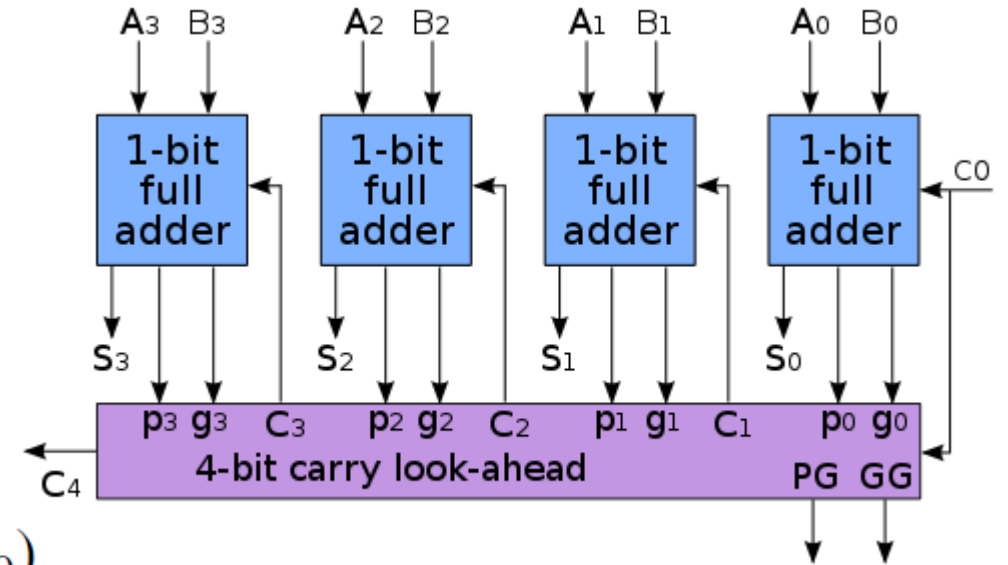 A3 B3 A2 B2 A1 B1 A0 B0
1-bit full adder
1-bit full adder
1-bit full adder
1-bit full adder
C0
S3 S2 S1 S0
p3 g3 C3 p2 g2 C2 p1 g1 C1 p0 g0
4-bit carry look-ahead
PG GG
C4
)